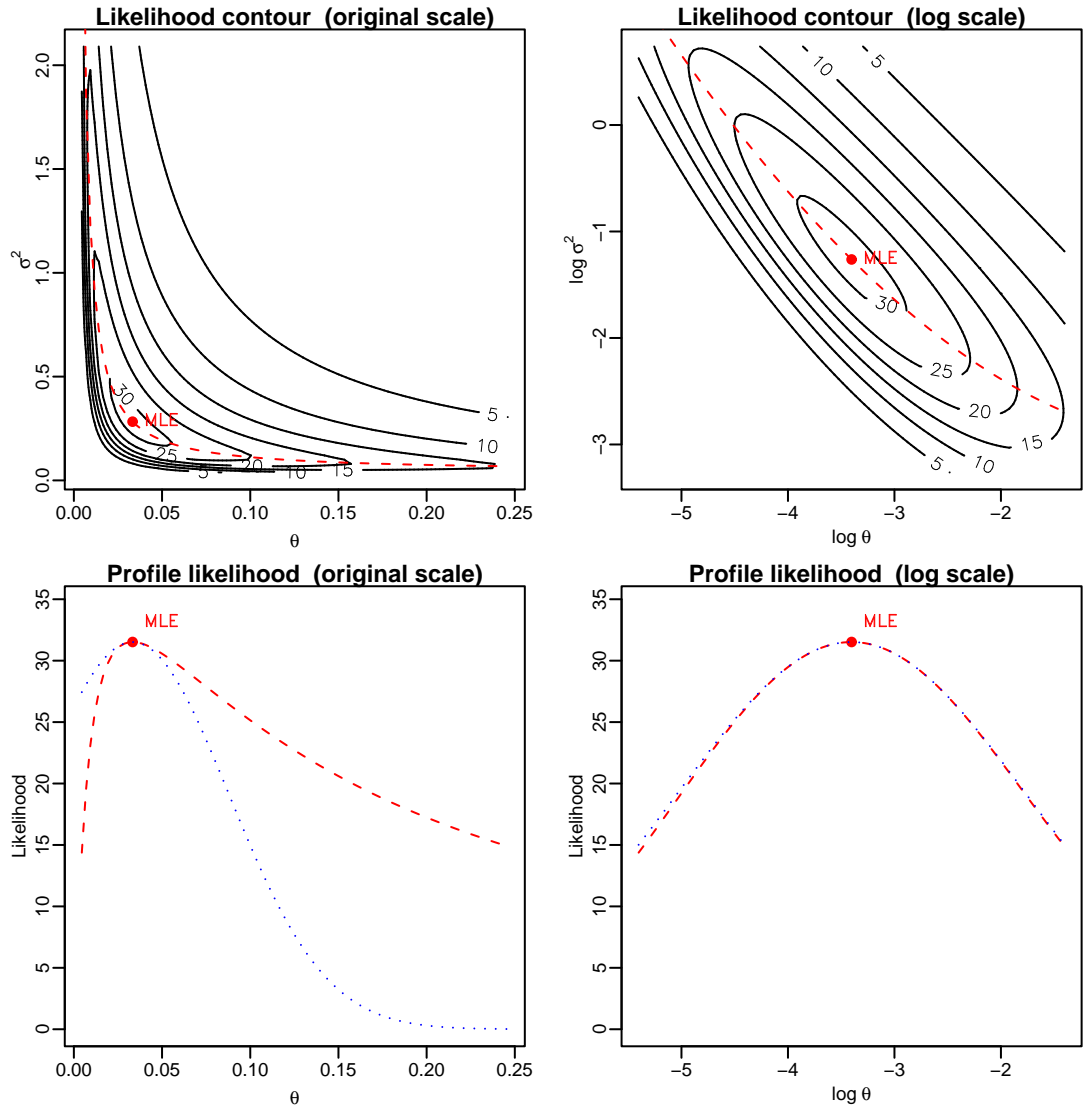 Likelihood contour (original scale)
2.0
1.5
1.0
0.5
0.0
σ²
30
25
20
15
10
5 .
5 .
10
MLE
0.00 0.05 0.10 0.15 0.20 0.25
θ
Likelihood contour (log scale)
0
−1
−2
−3
log σ²
5 .
10
30
25
20
15
10
5 .
MLE
−5 −4 −3 −2
log θ
Profile likelihood (original scale)
35
30
25
20
15
10
5
0
Likelihood
MLE
0.00 0.05 0.10 0.15 0.20 0.25
θ
Profile likelihood (log scale)
35
30
25
20
15
10
5
0
Likelihood
MLE
−5 −4 −3 −2
log θ